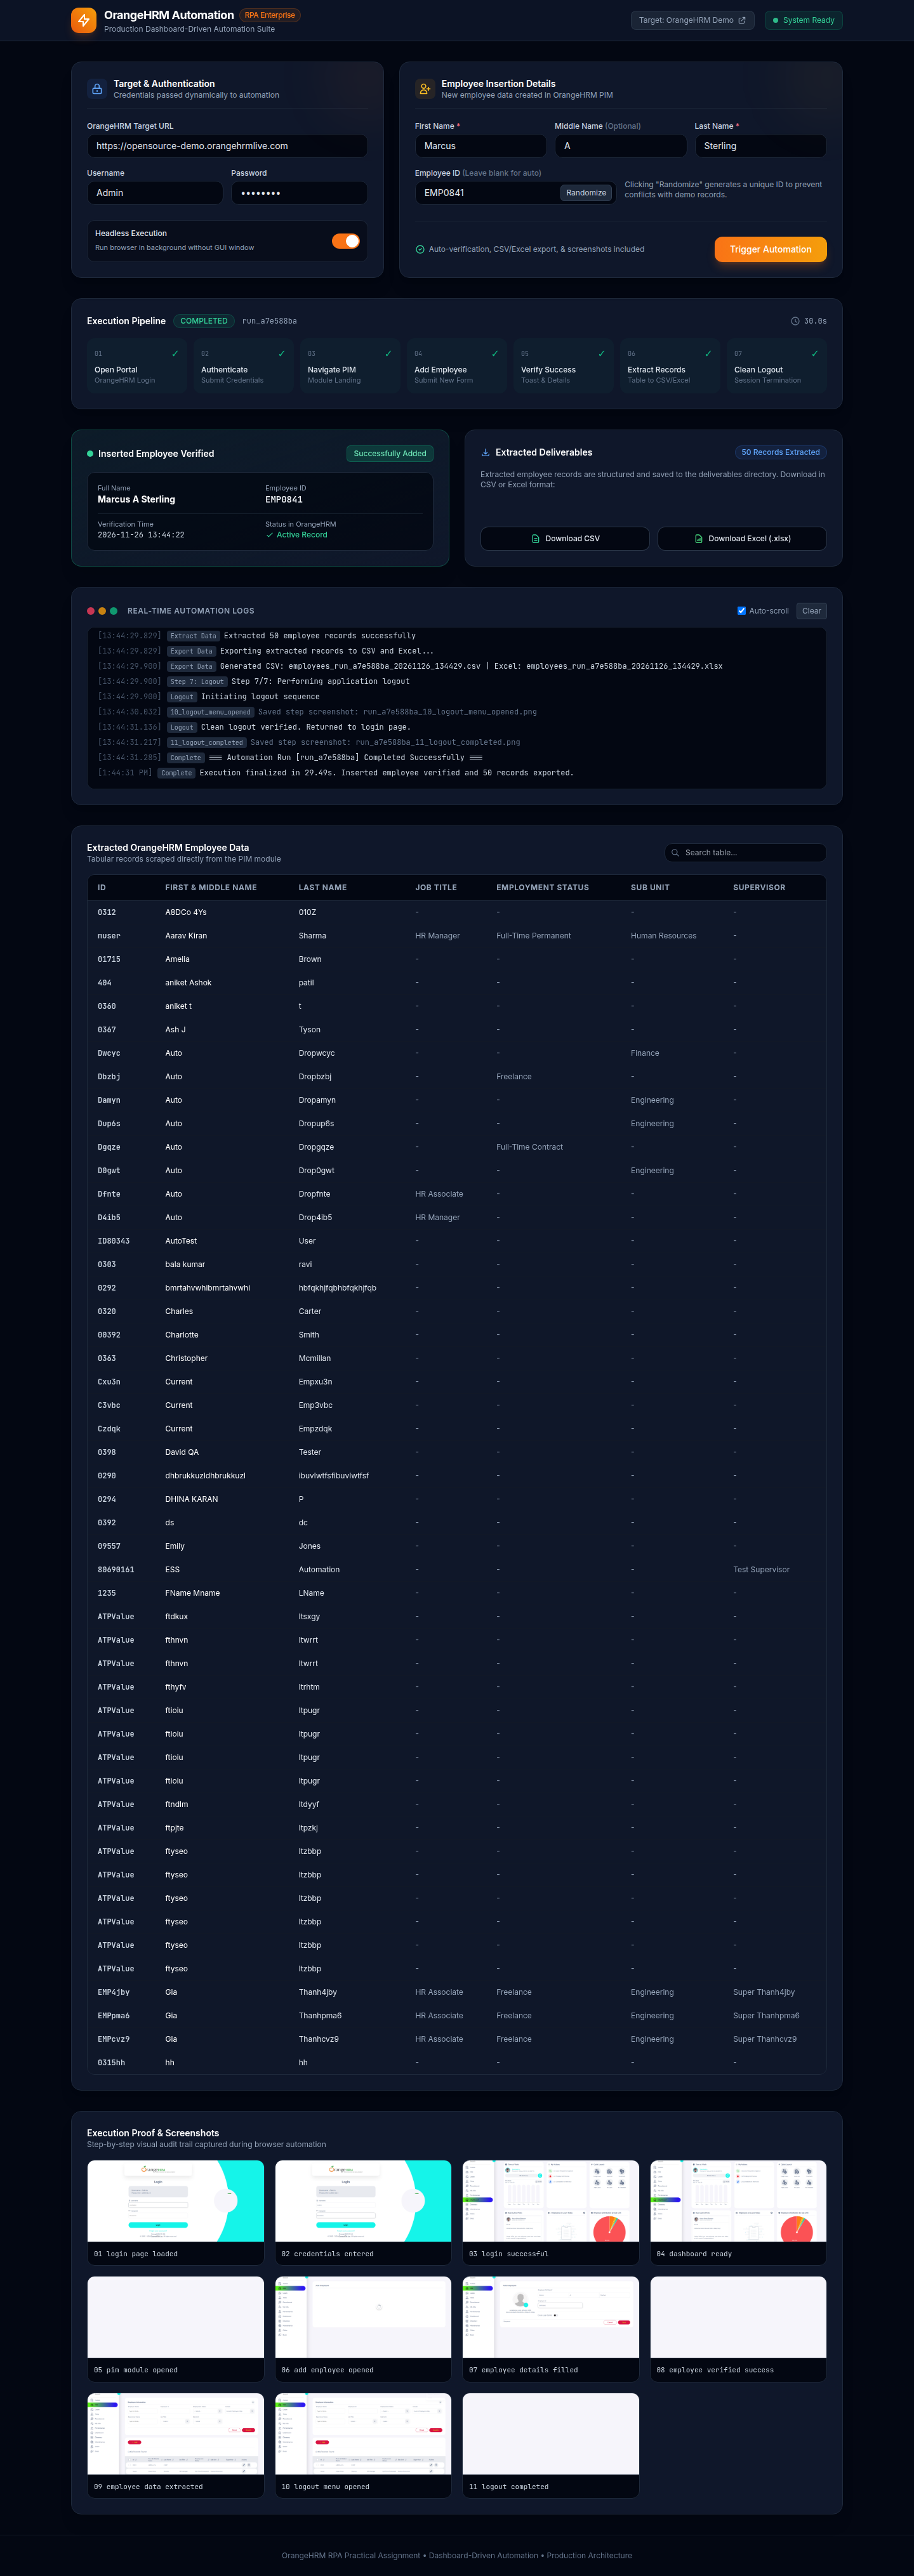 OrangeHRM Automation RPA Enterprise
Production Dashboard-Driven Automation Suite
Target: OrangeHRM Demo
System Ready
Target & Authentication
Credentials passed dynamically to automation
OrangeHRM Target URL
https://opensource-demo.orangehrmlive.com
Username Password
Admin ••••••••
Headless Execution
Run browser in background without GUI window
Employee Insertion Details
New employee data created in OrangeHRM PIM
First Name * Middle Name (Optional) Last Name *
Marcus A Sterling
Employee ID (Leave blank for auto)
EMP0841 Randomize
Clicking "Randomize" generates a unique ID to prevent
conflicts with demo records.
Auto-verification, CSV/Excel export, & screenshots included
Trigger Automation
Execution Pipeline COMPLETED run_a7e588ba 30.0s
01 ✓ 02 ✓ 03 ✓ 04 ✓ 05 ✓ 06 ✓ 07 ✓
Open Portal Authenticate Navigate PIM Add Employee Verify Success Extract Records Clean Logout
OrangeHRM Login Submit Credentials Module Landing Submit New Form Toast & Details Table to CSV/Excel Session Termination
Inserted Employee Verified Successfully Added
Full Name Employee ID
Marcus A Sterling EMP0841
Verification Time Status in OrangeHRM
2026-11-26 13:44:22 ✓ Active Record
Extracted Deliverables 50 Records Extracted
Extracted employee records are structured and saved to the deliverables directory. Download in
CSV or Excel format:
Download CSV Download Excel (.xlsx)
REAL-TIME AUTOMATION LOGS Auto-scroll Clear
[13:44:29.829] Extract Data Extracted 50 employee records successfully
[13:44:29.829] Export Data Exporting extracted records to CSV and Excel...
[13:44:29.900] Export Data Generated CSV: employees_run_a7e588ba_20261126_134429.csv | Excel: employees_run_a7e588ba_20261126_134429.xlsx
[13:44:29.900] Step 7: Logout Step 7/7: Performing application logout
[13:44:29.900] Logout Initiating logout sequence
[13:44:30.032] 10_logout_menu_opened Saved step screenshot: run_a7e588ba_10_logout_menu_opened.png
[13:44:31.136] Logout Clean logout verified. Returned to login page.
[13:44:31.217] 11_logout_completed Saved step screenshot: run_a7e588ba_11_logout_completed.png
[13:44:31.285] Complete === Automation Run [run_a7e588ba] Completed Successfully ===
[1:44:31 PM] Complete Execution finalized in 29.49s. Inserted employee verified and 50 records exported.
Extracted OrangeHRM Employee Data
Tabular records scraped directly from the PIM module
Search table...
ID FIRST & MIDDLE NAME LAST NAME JOB TITLE EMPLOYMENT STATUS SUB UNIT SUPERVISOR
0312 A8DCo 4Ys 010Z - - - -
muser Aarav Kiran Sharma HR Manager Full-Time Permanent Human Resources -
01715 Amelia Brown - - - -
404 aniket Ashok patil - - - -
0360 aniket t t - - - -
0367 Ash J Tyson - - - -
Dwcyc Auto Dropwcyc - - Finance -
Dbzbj Auto Dropbzbj - Freelance - -
Damyn Auto Dropamyn - - Engineering -
Dup6s Auto Dropup6s - - Engineering -
Dgqze Auto Dropgqze - Full-Time Contract - -
D0gwt Auto Drop0gwt - - Engineering -
Dfnte Auto Dropfnte HR Associate - - -
D4ib5 Auto Drop4ib5 HR Manager - - -
ID80343 AutoTest User - - - -
0303 bala kumar ravi - - - -
0292 bmrtahvwhibmrtahvwhi hbfqkhjfqbhbfqkhjfqb - - - -
0320 Charles Carter - - - -
00392 Charlotte Smith - - - -
0363 Christopher Mcmillan - - - -
Cxu3n Current Empxu3n - - - -
C3vbc Current Emp3vbc - - - -
Czdqk Current Empzdqk - - - -
0398 David QA Tester - - - -
0290 dhbrukkuzidhbrukkuzi ibuvlwtfsfibuvlwtfsf - - - -
0294 DHINA KARAN P - - - -
0392 ds dc - - - -
09557 Emily Jones - - - -
80690161 ESS Automation - - - Test Supervisor
1235 FName Mname LName - - - -
ATPValue ftdkux ltsxgy - - - -
ATPValue fthnvn ltwrrt - - - -
ATPValue fthnvn ltwrrt - - - -
ATPValue fthyfv ltrhtm - - - -
ATPValue ftioiu ltpugr - - - -
ATPValue ftioiu ltpugr - - - -
ATPValue ftioiu ltpugr - - - -
ATPValue ftioiu ltpugr - - - -
ATPValue ftndlm ltdyyf - - - -
ATPValue ftpjte ltpzkj - - - -
ATPValue ftyseo ltzbbp - - - -
ATPValue ftyseo ltzbbp - - - -
ATPValue ftyseo ltzbbp - - - -
ATPValue ftyseo ltzbbp - - - -
ATPValue ftyseo ltzbbp - - - -
ATPValue ftyseo ltzbbp - - - -
EMP4jby Gia Thanh4jby HR Associate Freelance Engineering Super Thanh4jby
EMPpma6 Gia Thanhpma6 HR Associate Freelance Engineering Super Thanhpma6
EMPcvz9 Gia Thanhcvz9 HR Associate Freelance Engineering Super Thanhcvz9
0315hh hh hh - - - -
Execution Proof & Screenshots
Step-by-step visual audit trail captured during browser automation
01 login page loaded
02 credentials entered
03 login successful
04 dashboard ready
05 pim module opened
06 add employee opened
07 employee details filled
08 employee verified success
09 employee data extracted
10 logout menu opened
11 logout completed
OrangeHRM RPA Practical Assignment • Dashboard-Driven Automation • Production Architecture